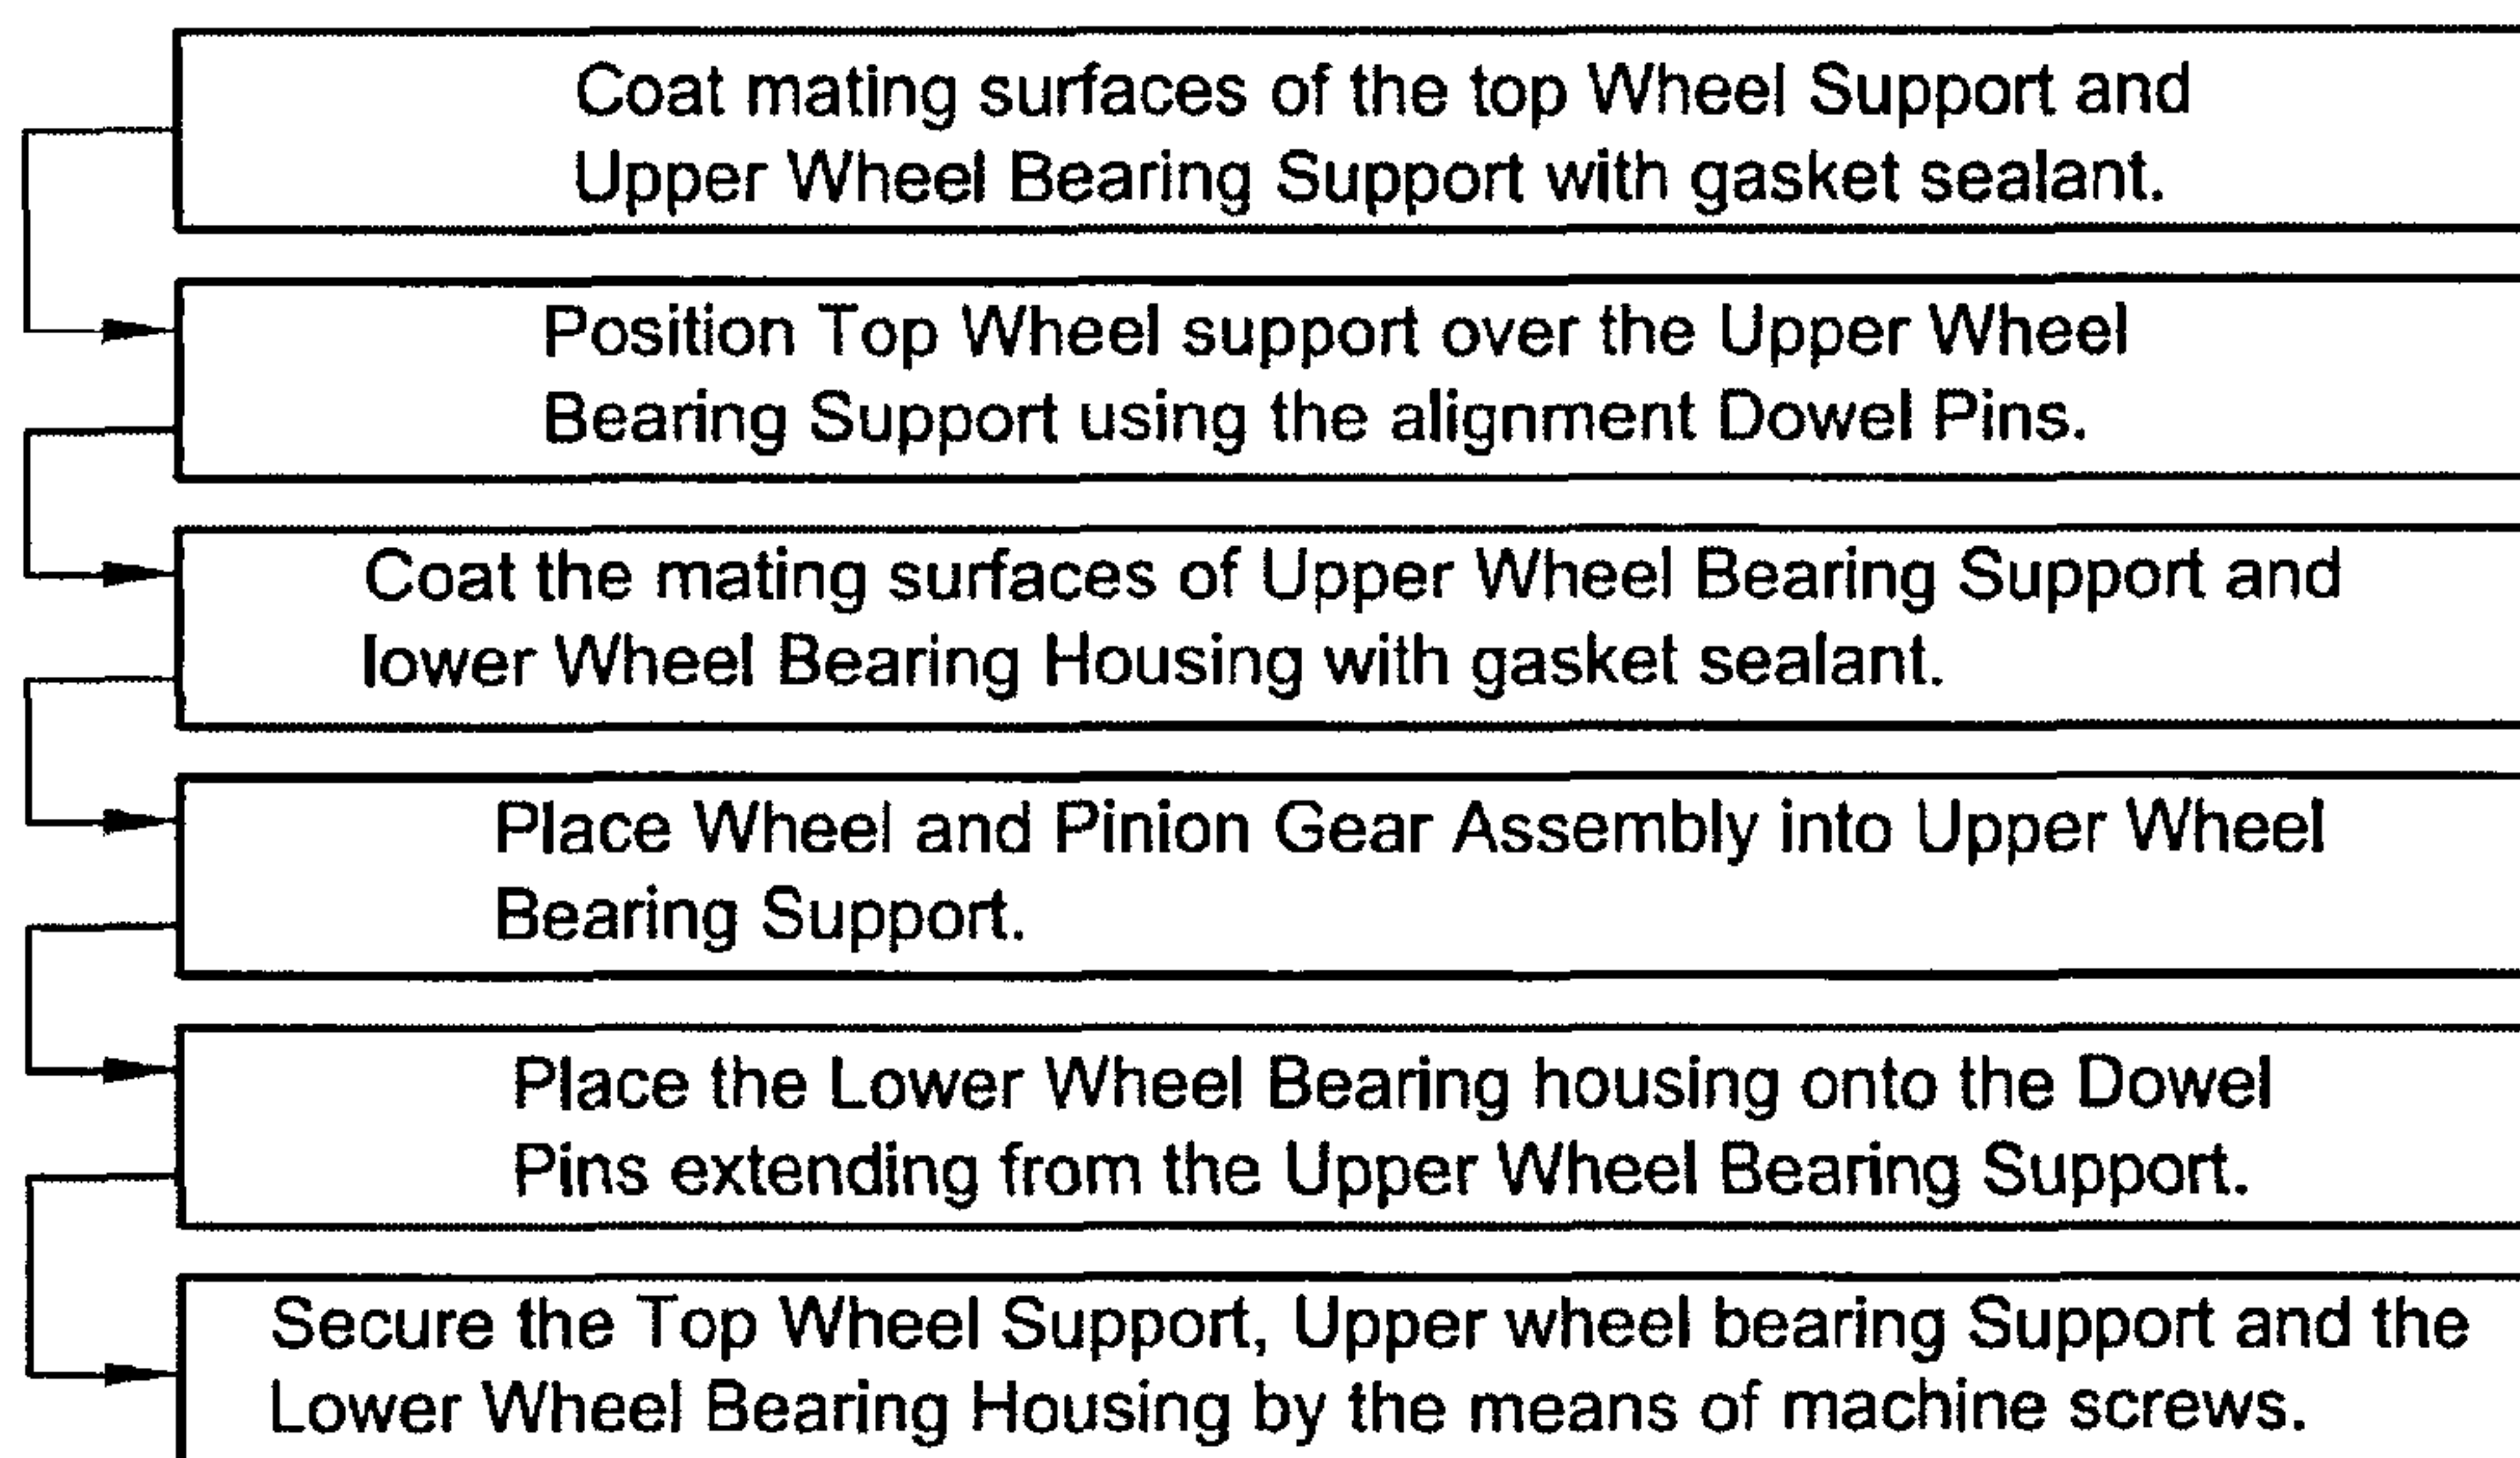 Coat mating surfaces of the top Wheel Support and
Upper Wheel Bearing Support with gasket sealant.
Position Top Wheel support over the Upper Wheel
Bearing Support using the alignment Dowel Pins.
Coat the mating surfaces of Upper Wheel Bearing Support and
lower Wheel Bearing Housing with gasket sealant.
Place Wheel and Pinion Gear Assembly into Upper Wheel
Bearing Support.
Place the Lower Wheel Bearing housing onto the Dowel
Pins extending from the Upper Wheel Bearing Support.
Secure the Top Wheel Support, Upper wheel bearing Support and the
Lower Wheel Bearing Housing by the means of machine screws.